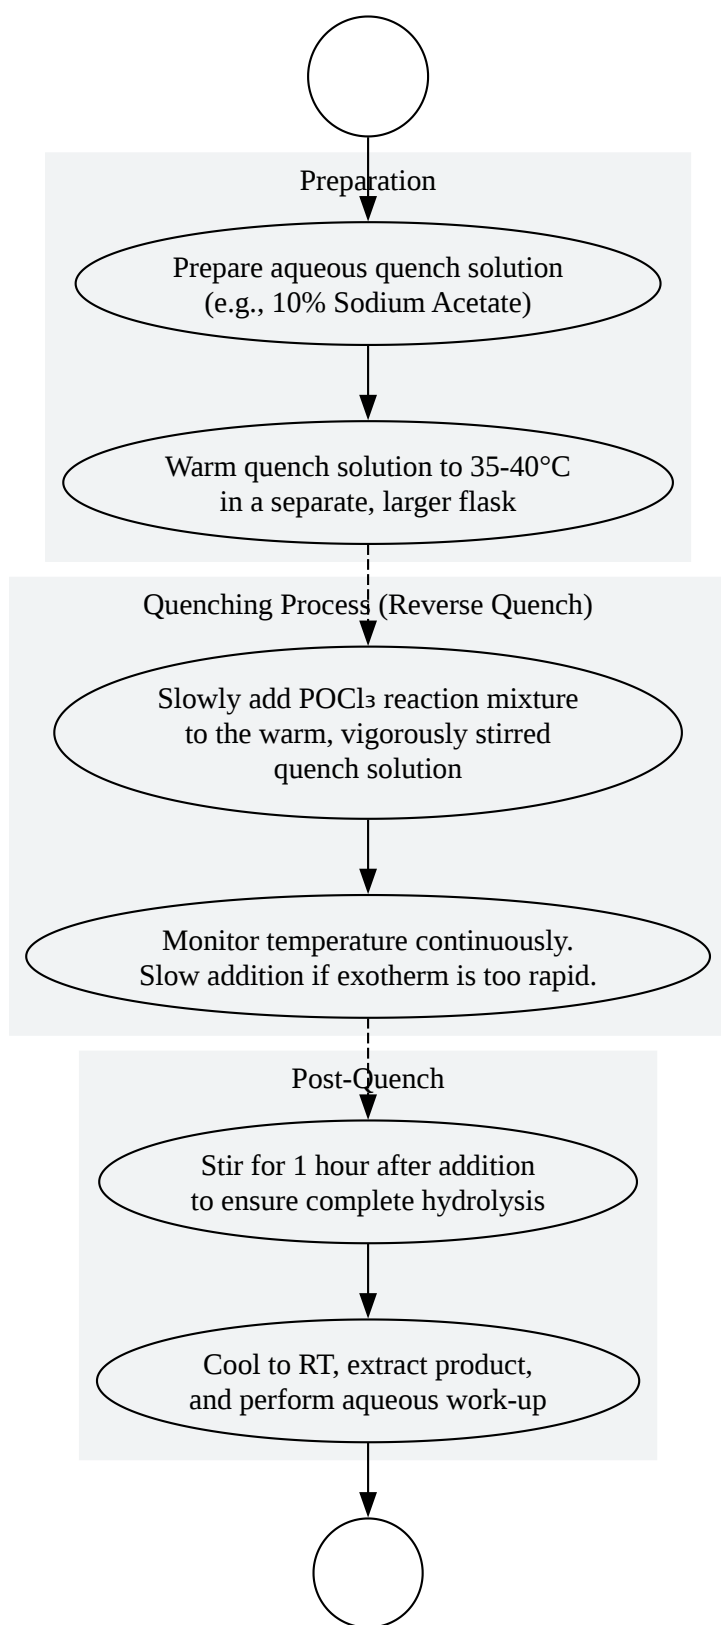 Preparation
Prepare aqueous quench solution
(e.g., 10% Sodium Acetate)
Warm quench solution to 35-40°C
in a separate, larger flask
Quenching Process (Reverse Quench)
Slowly add POCl₃ reaction mixture
to the warm, vigorously stirred
quench solution
Monitor temperature continuously.
Slow addition if exotherm is too rapid.
Post-Quench
Stir for 1 hour after addition
to ensure complete hydrolysis
Cool to RT, extract product,
and perform aqueous work-up